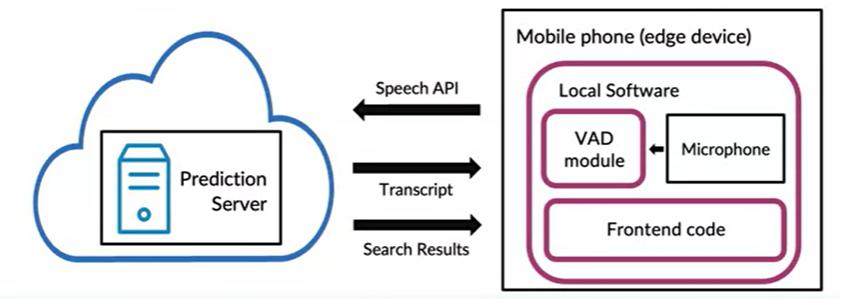 Mobile phone (edge device)
Speech API
Local Software
VAD
module
Microphone
Prediction
Server
Transcript
Frontend code
Search Results